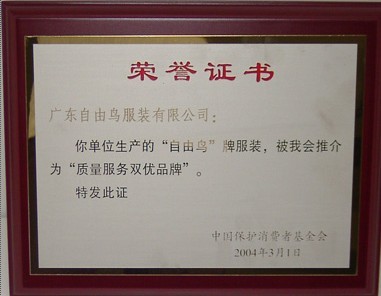 荣誉证书
广东自由鸟服装有限公司：
你单位生产的“自由鸟”牌服装，被我会推介
为“质量服务双优品牌”。
特发此证
中国保护消费者基金会
2004年3月1日